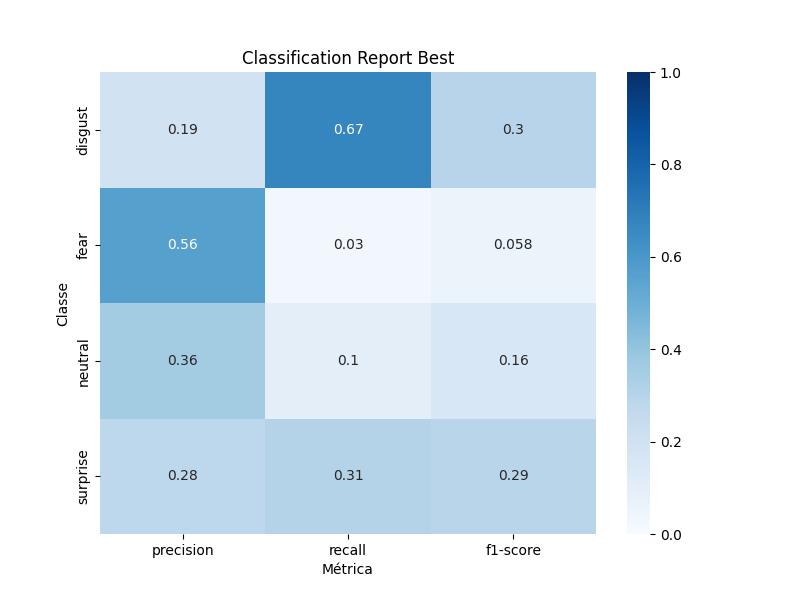 Classification Report Best
disgust 0.19 0.67 0.3
fear 0.56 0.03 0.058
neutral 0.36 0.1 0.16
surprise 0.28 0.31 0.29
Classe
precision recall f1-score
Métrica
1.0
0.8
0.6
0.4
0.2
0.0